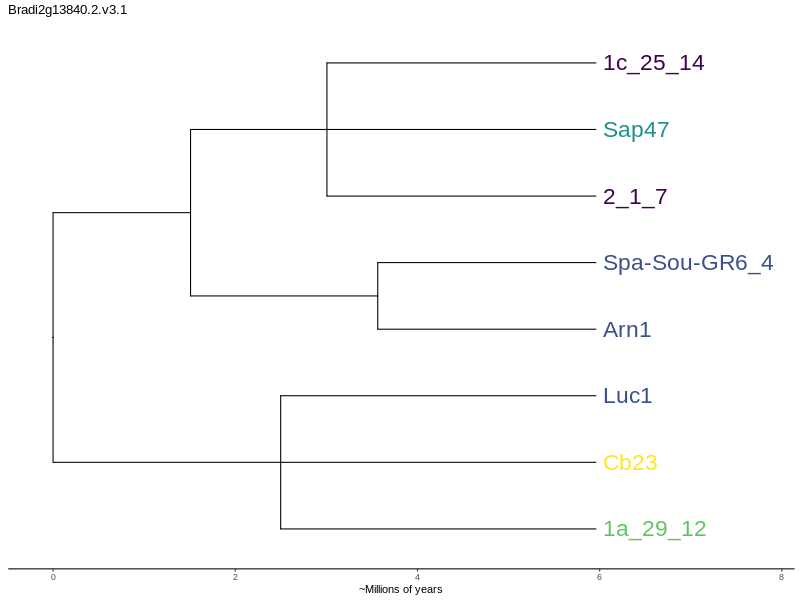 Bradi2g13840.2.v3.1
1c_25_14
Sap47
2_1_7
Spa-Sou-GR6_4
Arn1
Luc1
Cb23
1a_29_12
0 2 4 6 8
~Millions of years